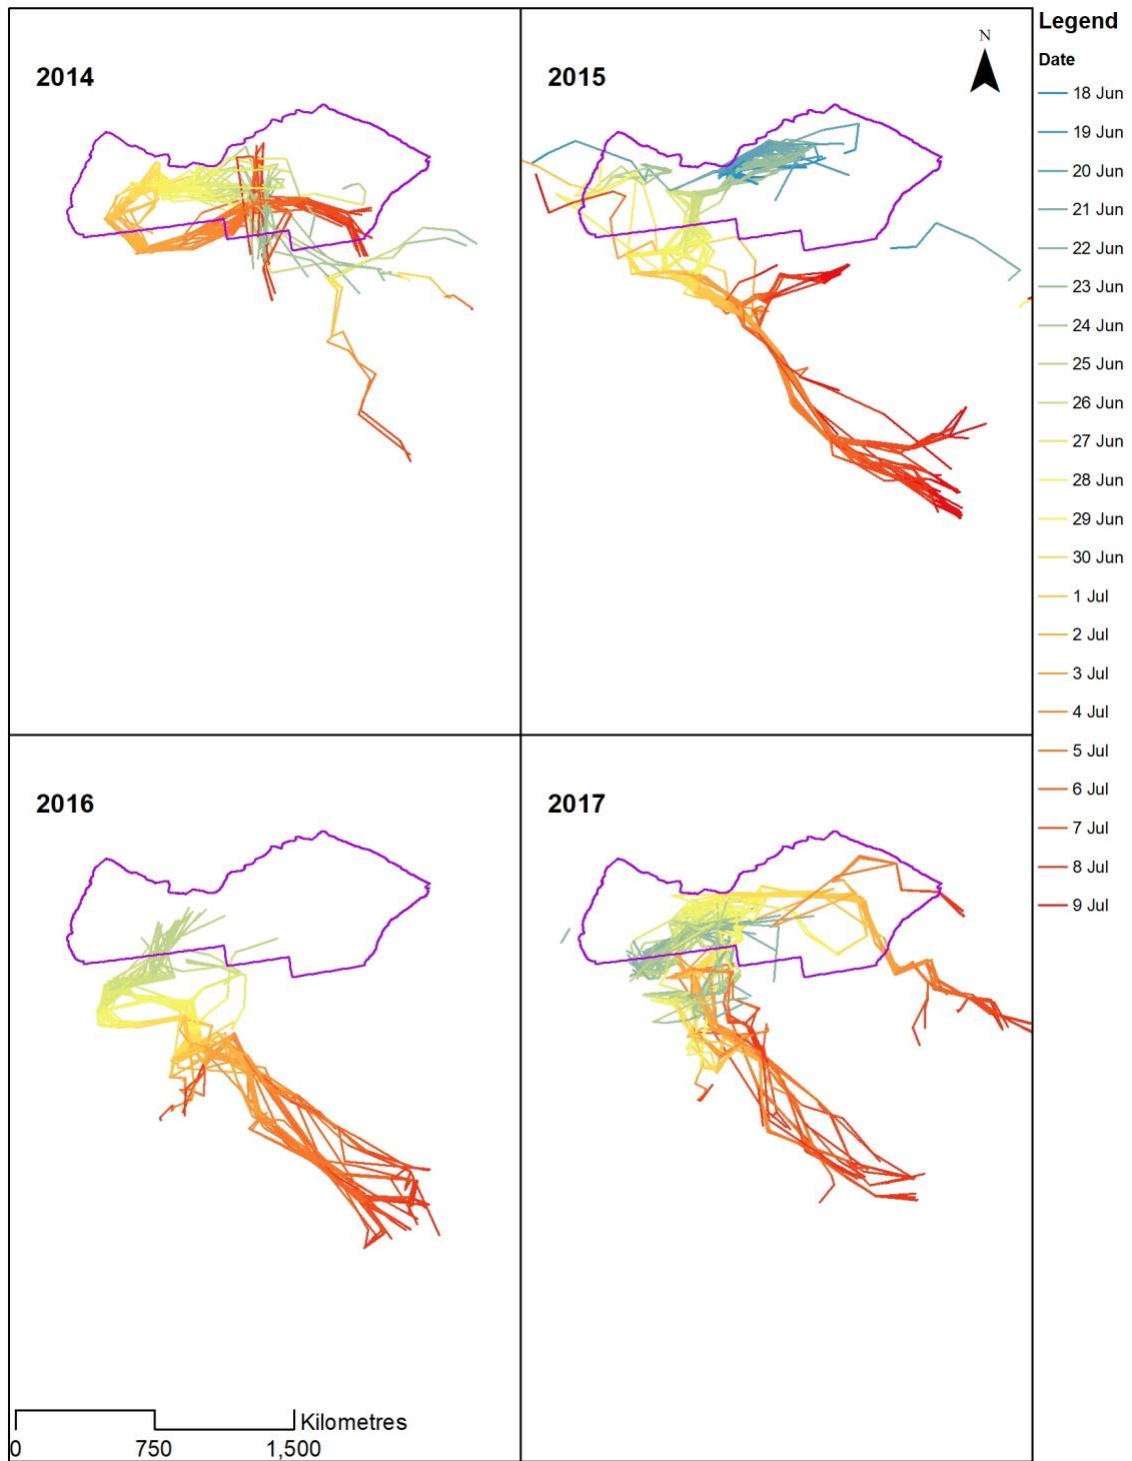 2014
2015
N
2016
2017
Kilometres
0 750 1,500
Legend
Date
18 Jun
19 Jun
20 Jun
21 Jun
22 Jun
23 Jun
24 Jun
25 Jun
26 Jun
27 Jun
28 Jun
29 Jun
30 Jun
1 Jul
2 Jul
3 Jul
4 Jul
5 Jul
6 Jul
7 Jul
8 Jul
9 Jul